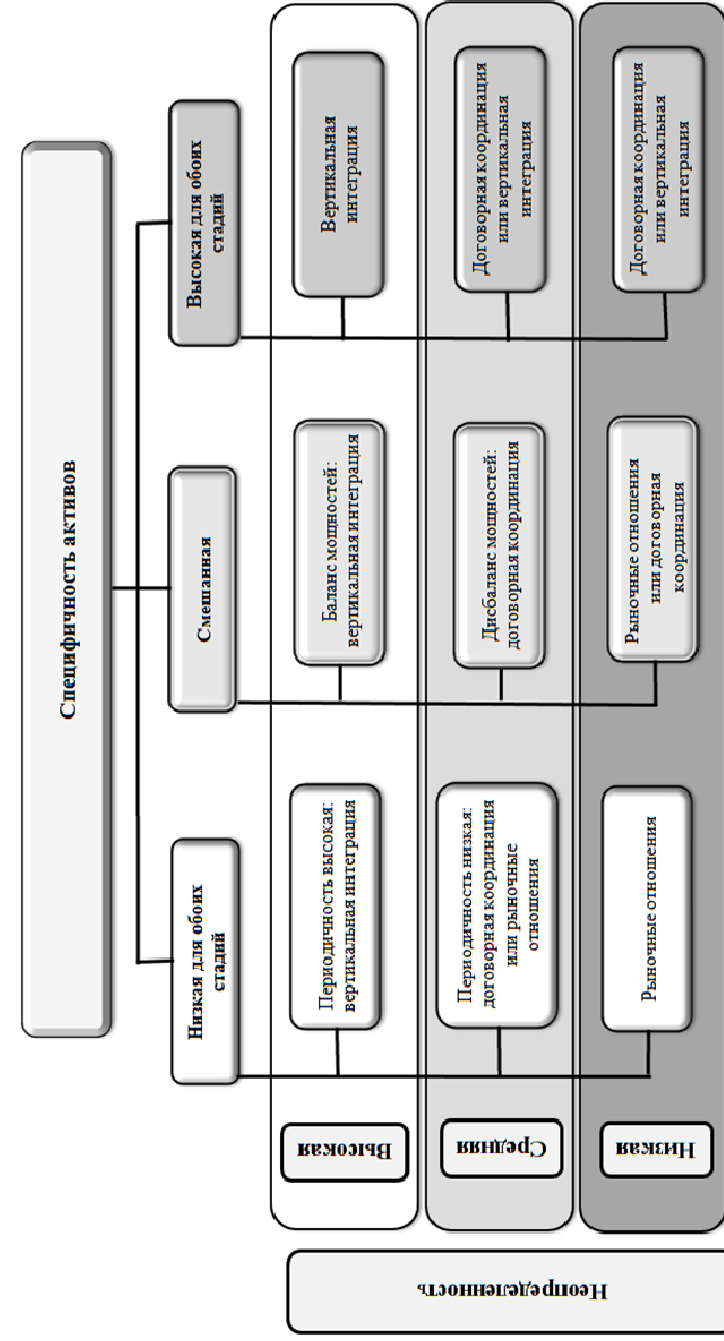 Специфичность активов
Низкая для обоих
стадий
Смешанная
Высокая для обоих
стадий
Неопределенность
Высокая
Периодичность высокая:
вертикальная интеграция
Баланс мощностей:
вертикальная интеграция
Вертикальная
интеграция
Средняя
Периодичность низкая:
договорная координация
или рыночные
отношения
Дисбаланс мощностей:
договорная координация
Договорная координация
или вертикальная
интеграция
Низкая
Рыночные отношения
Рыночные отношения
или договорная
координация
Договорная координация
или вертикальная
интеграция